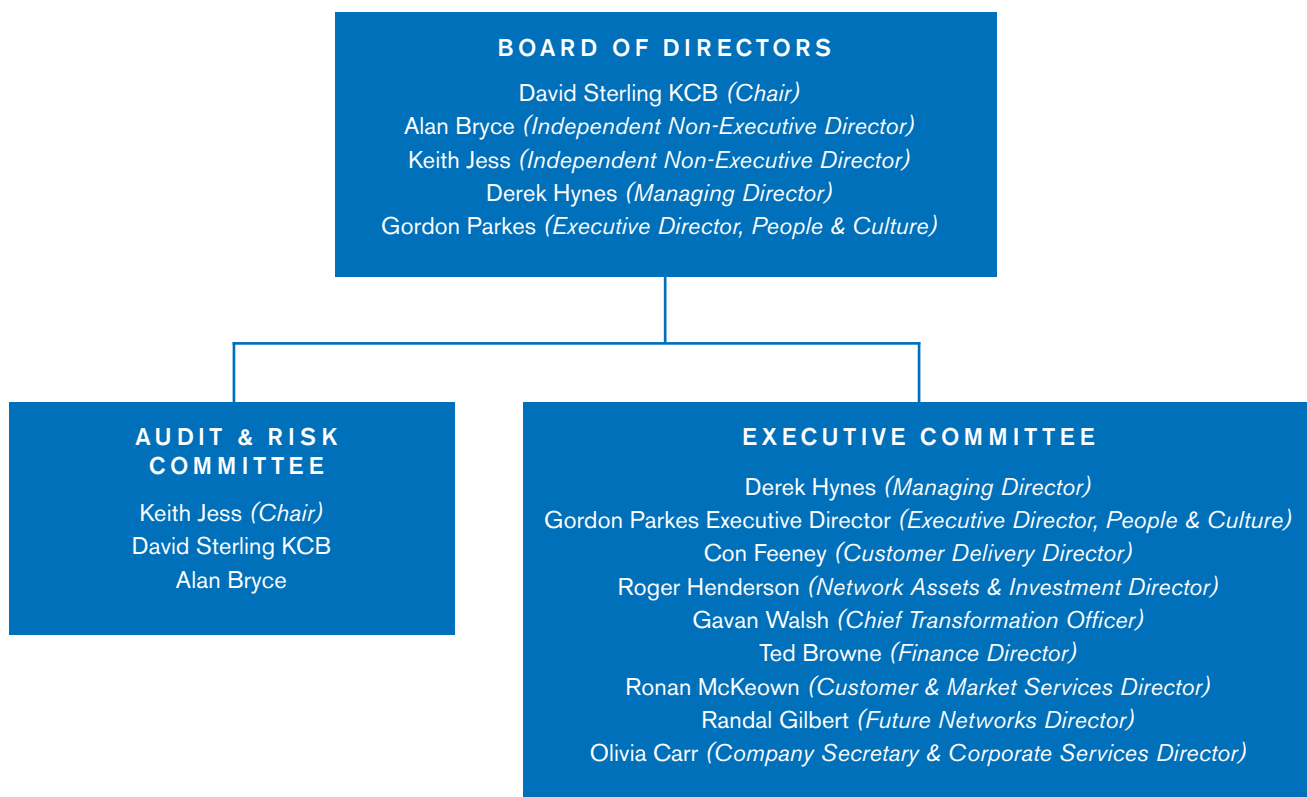 BOARD OF DIRECTORS
David Sterling KCB (Chair)
Alan Bryce (Independent Non-Executive Director)
Keith Jess (Independent Non-Executive Director)
Derek Hynes (Managing Director)
Gordon Parkes (Executive Director, People & Culture)
AUDIT & RISK
COMMITTEE
Keith Jess (Chair)
David Sterling KCB
Alan Bryce
EXECUTIVE COMMITTEE
Derek Hynes (Managing Director)
Gordon Parkes Executive Director (Executive Director, People & Culture)
Con Feeney (Customer Delivery Director)
Roger Henderson (Network Assets & Investment Director)
Gavan Walsh (Chief Transformation Officer)
Ted Browne (Finance Director)
Ronan McKeown (Customer & Market Services Director)
Randal Gilbert (Future Networks Director)
Olivia Carr (Company Secretary & Corporate Services Director)